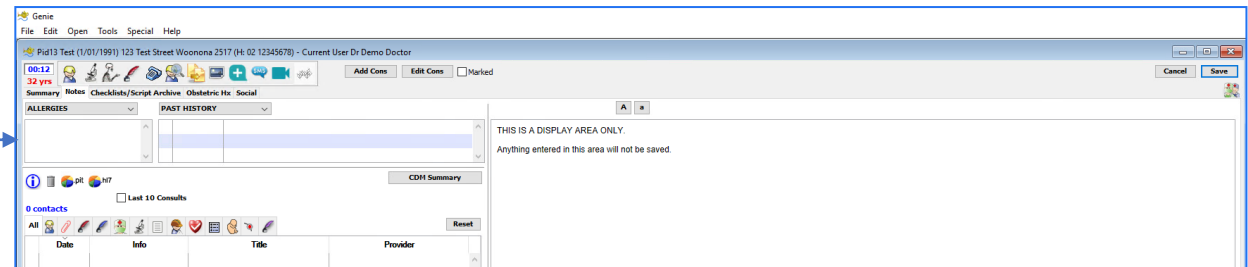 Genie
File Edit Open Tools Special Help
Pid13 Test (1/01/1991) 123 Test Street Woonona 2517 (H: 02 12345678) - Current User Dr Demo Doctor
00:12
32 yrs
SMS
Add Cons Edit Cons Marked
Cancel Save
Summary Notes Checklists/Script Archive Obstetric Hx Social
ALLERGIES PAST HISTORY
A a
THIS IS A DISPLAY AREA ONLY.
Anything entered in this area will not be saved.
pit hl7
CDM Summary
Last 10 Consults
0 contacts
All
Reset
Date Info Title Provider